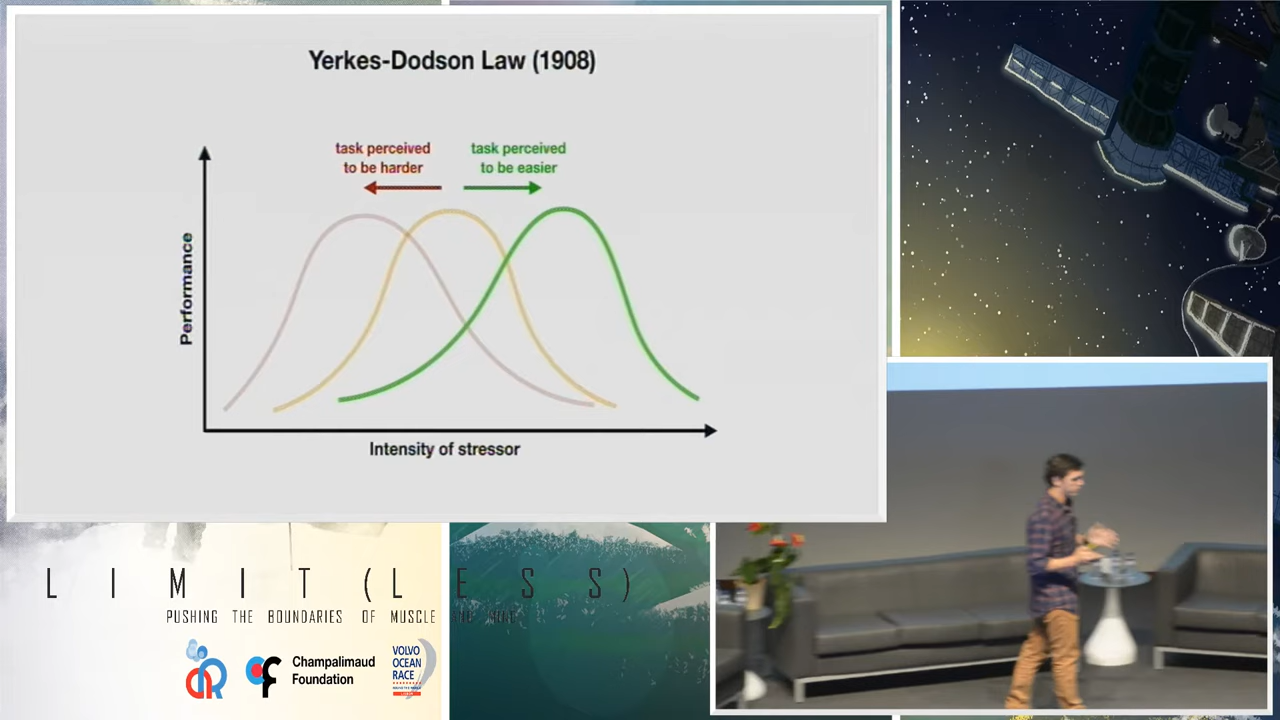 Yerkes-Dodson Law (1908)
task perceived
to be harder
task perceived
to be easier
Performance
Intensity of stressor
L I M I T ( L E S S )
PUSHING THE BOUNDARIES OF MUSCLE
Champalimaud
Foundation
VOLVO
OCEAN
RACE